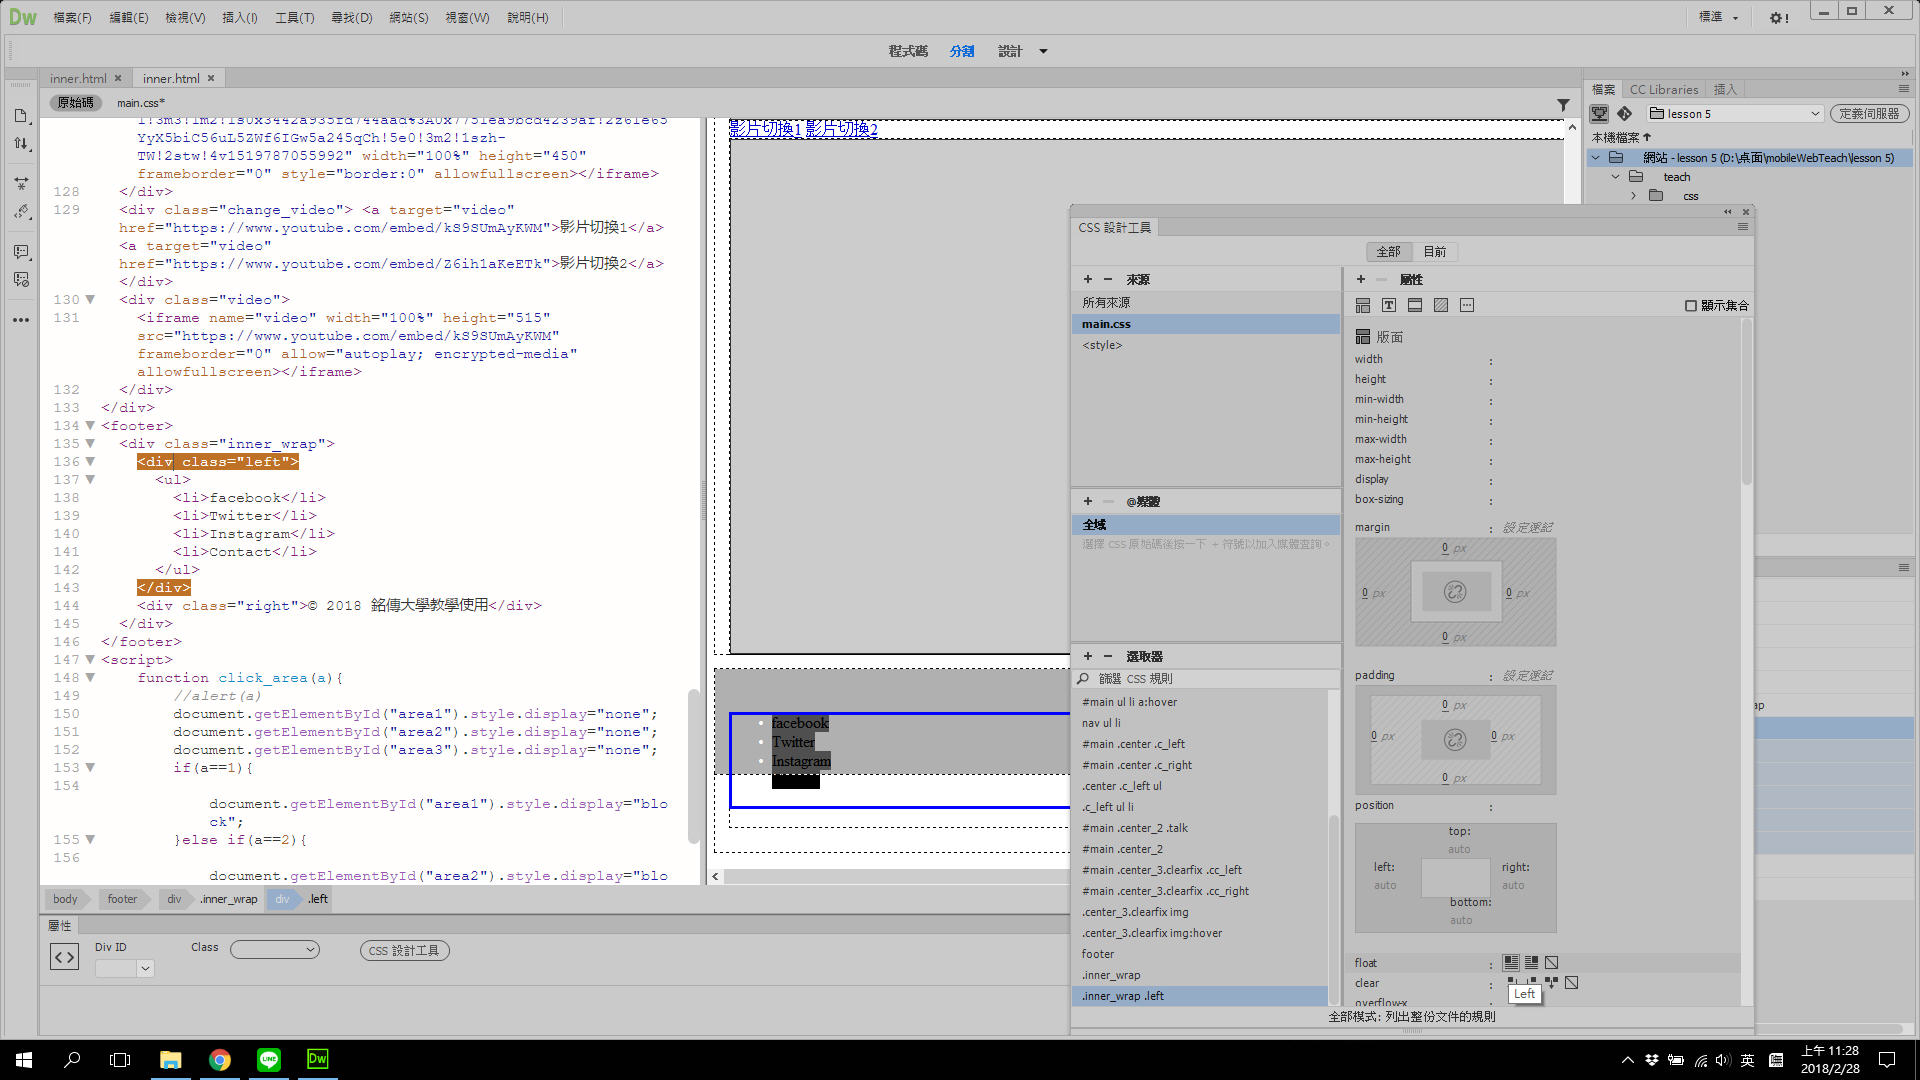 Dw 檔案(F) 編輯(E) 檢視(V) 插入(I) 工具(T) 尋找(D) 網站(S) 視窗(W) 說明(H) 標準
程式碼 分割 設計
inner.html inner.html
原始碼 main.css*
YyX5biC56uL5ZWf6IGw5a245qCh!5e0!3m2!1szh-
TW!2stw!4v1519787055992" width="100%" height="450"
frameborder="0" style="border:0" allowfullscreen></iframe>
128 </div>
129 <div class="change_video"> <a target="video"
href="https://www.youtube.com/embed/kS9SUmAyKWM">影片切換1</a>
<a target="video"
href="https://www.youtube.com/embed/Z6ih1aKeETk">影片切換2</a>
</div>
130 <div class="video">
131 <iframe name="video" width="100%" height="515"
src="https://www.youtube.com/embed/kS9SUmAyKWM"
frameborder="0" allow="autoplay; encrypted-media"
allowfullscreen></iframe>
132 </div>
133 </div>
134 <footer>
135 <div class="inner_wrap">
136 <div class="left">
137 <ul>
138 <li>facebook</li>
139 <li>Twitter</li>
140 <li>Instagram</li>
141 <li>Contact</li>
142 </ul>
143 </div>
144 <div class="right">© 2018 銘傳大學教學使用</div>
145 </div>
146 </footer>
147 <script>
148 function click_area(a){
149 //alert(a)
150 document.getElementById("area1").style.display="none";
151 document.getElementById("area2").style.display="none";
152 document.getElementById("area3").style.display="none";
153 if(a==1){
154
document.getElementById("area1").style.display="blo
ck";
155 }else if(a==2){
156
document.getElementById("area2").style.display="blo
body footer div .inner_wrap div .left
屬性
Div ID Class CSS 設計工具
影片切換1 影片切換2
facebook
Twitter
Instagram
CSS 設計工具
全部 目前
+ − 來源
所有來源
main.css
<style>
+ − @媒體
全域
選擇 CSS 原始碼後按一下 + 符號以加入媒體查詢。
+ − 選取器
篩選 CSS 規則
#main ul li a:hover
nav ul li
#main .center .c_left
#main .center .c_right
.center .c_left ul
.c_left ul li
#main .center_2 .talk
#main .center_2
#main .center_3.clearfix .cc_left
#main .center_3.clearfix .cc_right
.center_3.clearfix img
.center_3.clearfix img:hover
footer
.inner_wrap
.inner_wrap .left
+ − 屬性
顯示集合
版面
width :
height :
min-width :
min-height :
max-width :
max-height :
display :
box-sizing :
margin : 設定速記
0 px
0 px 0 px
0 px
padding : 設定速記
0 px
0 px 0 px
0 px
position :
top:
auto
left: right:
auto auto
bottom:
auto
float :
clear :
Left
overflow-x :
全部模式: 列出整份文件的規則
檔案 CC Libraries 插入
lesson 5 定義伺服器
本機檔案
網站 - lesson 5 (D:\桌面\mobileWebTeach\lesson 5)
teach
css
Dw
英
上午 11:28
2018/2/28